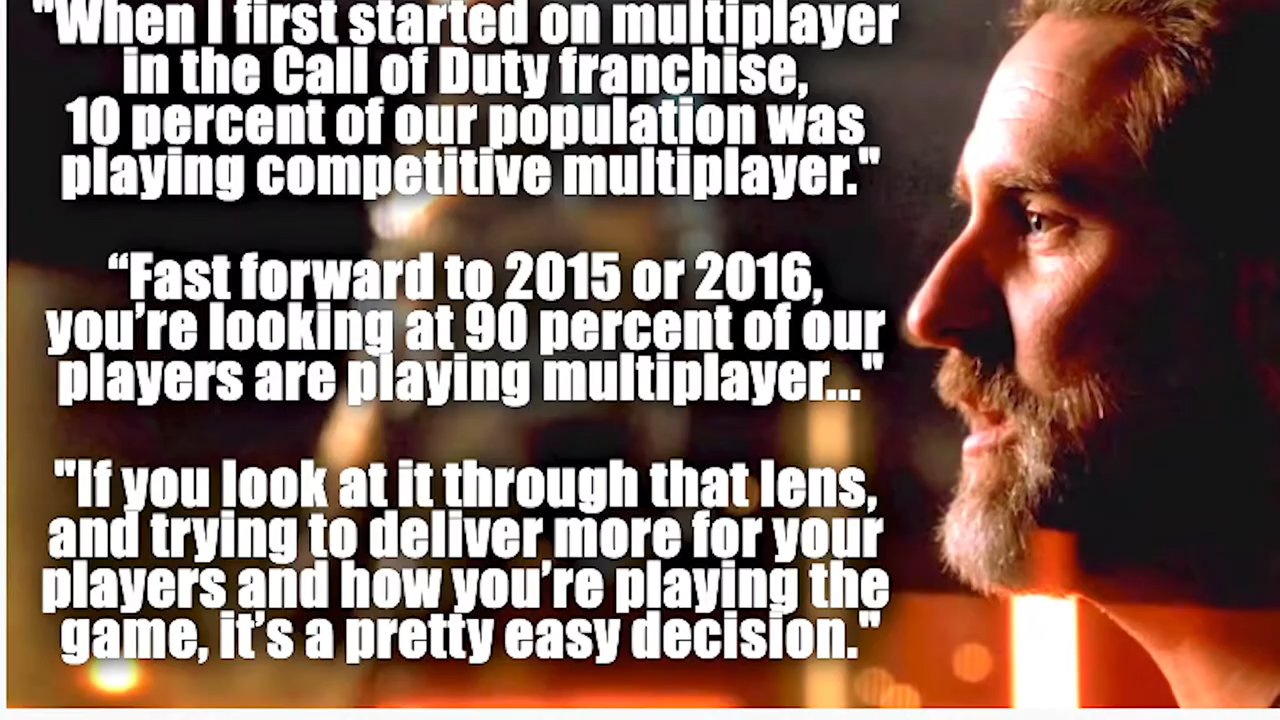 "When I first started on multiplayer
in the Call of Duty franchise,
10 percent of our population was
playing competitive multiplayer."
“Fast forward to 2015 or 2016,
you’re looking at 90 percent of our
players are playing multiplayer..."
"If you look at it through that lens,
and trying to deliver more for your
players and how you’re playing the
game, it’s a pretty easy decision."